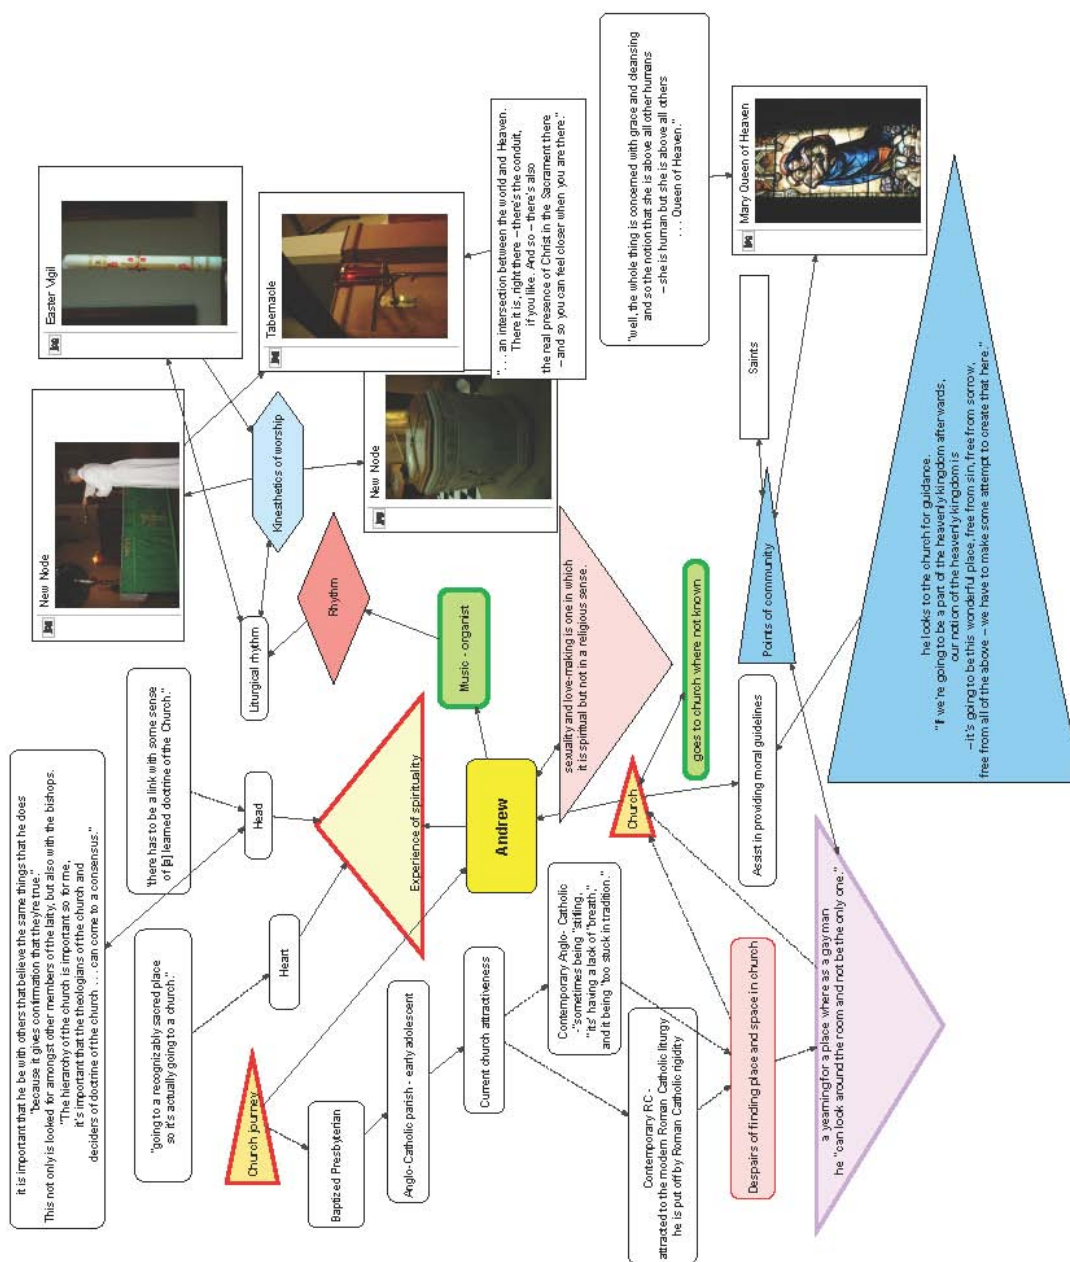 it is important that he be with others that believe the same things that he does
"because it gives confirmation that they're true."
This not only is looked for amongst other members of the laity, but also with the bishops.
"The hierarchy of the church is important so for me,
it's important that the theologians of the church and
deciders of doctrine of the church . . . can come to a consensus."
"there has to be a link with some sense
of [a] learned doctrine of the Church."
"going to a recognizably sacred place
so it's actually going to a church."
Head
Heart
Church journey
Baptized Presbyterian
Anglo-Catholic parish - early adolescent
Current church attractiveness
Contemporary Anglo- Catholic
-"sometimes being "stifling,
"its' having a lack of "breath,"
and it being "too stuck in tradition."
Contemporary RC -
attracted to the modern Roman Catholic liturgy
he is put off by Roman Catholic rigidity
Despairs of finding place and space in church
a yearning for a place where as a gay man
he "can look around the room and not be the only one."
Experience of spirituality
Andrew
Music - organist
Rhythm
Liturgical rhythm
Kinesthetics of worship
New Node
Easter Vigil
Tabernacle
New Node
". . . an intersection between the world and Heaven.
There it is, right there – there's the conduit,
if you like. And so – there's also
the real presence of Christ in the Sacrament there
– and so you can feel closer when you are there."
sexuality and love-making is one in which
it is spiritual but not in a religious sense.
Church
goes to church where not known
Assist in providing moral guidelines
Points of community
Saints
"well, the whole thing is concerned with grace and cleansing
and so the notion that she is above all other humans
– she is human but she is above all others
. . . Queen of Heaven."
Mary Queen of Heaven
he looks to the church for guidance.
"If we're going to be a part of the heavenly kingdom afterwards,
our notion of the heavenly kingdom is
–it's going to be this wonderful place, free from sin, free from sorrow,
free from all of the above – we have to make some attempt to create that here."